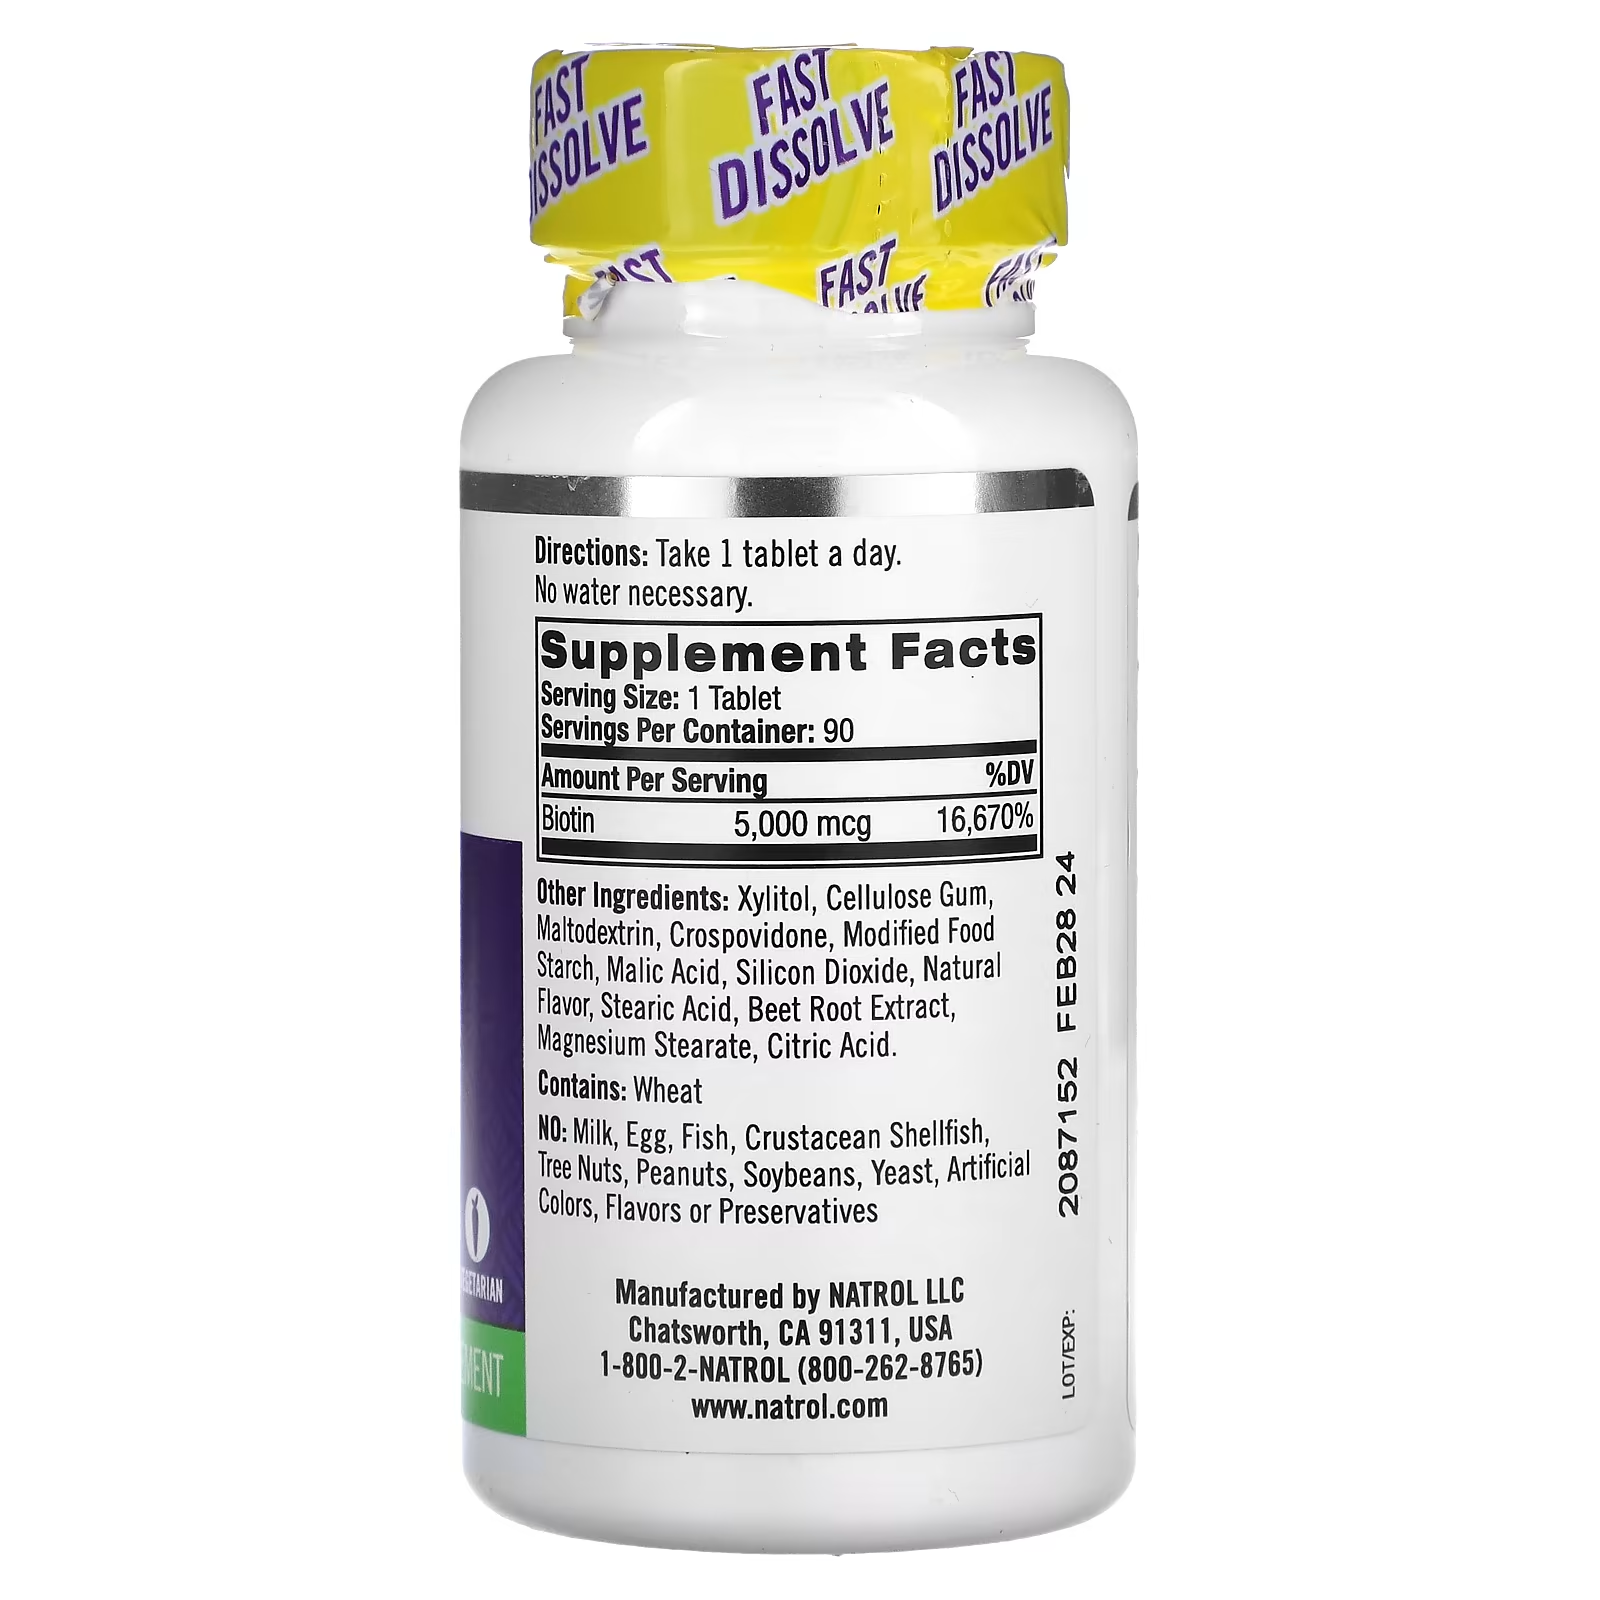 FAST
DISSOLVE
FAST
DISSOLVE
FAST
DISSOLVE
FAST
Directions: Take 1 tablet a day.
No water necessary.
Supplement Facts
Serving Size: 1 Tablet
Servings Per Container: 90
Amount Per Serving %DV
Biotin 5,000 mcg 16,670%
Other Ingredients: Xylitol, Cellulose Gum,
Maltodextrin, Crospovidone, Modified Food
Starch, Malic Acid, Silicon Dioxide, Natural
Flavor, Stearic Acid, Beet Root Extract,
Magnesium Stearate, Citric Acid.
Contains: Wheat
NO: Milk, Egg, Fish, Crustacean Shellfish,
Tree Nuts, Peanuts, Soybeans, Yeast, Artificial
Colors, Flavors or Preservatives
Manufactured by NATROL LLC
Chatsworth, CA 91311, USA
1-800-2-NATROL (800-262-8765)
www.natrol.com
LOT/EXP:
2087152 FEB28 24